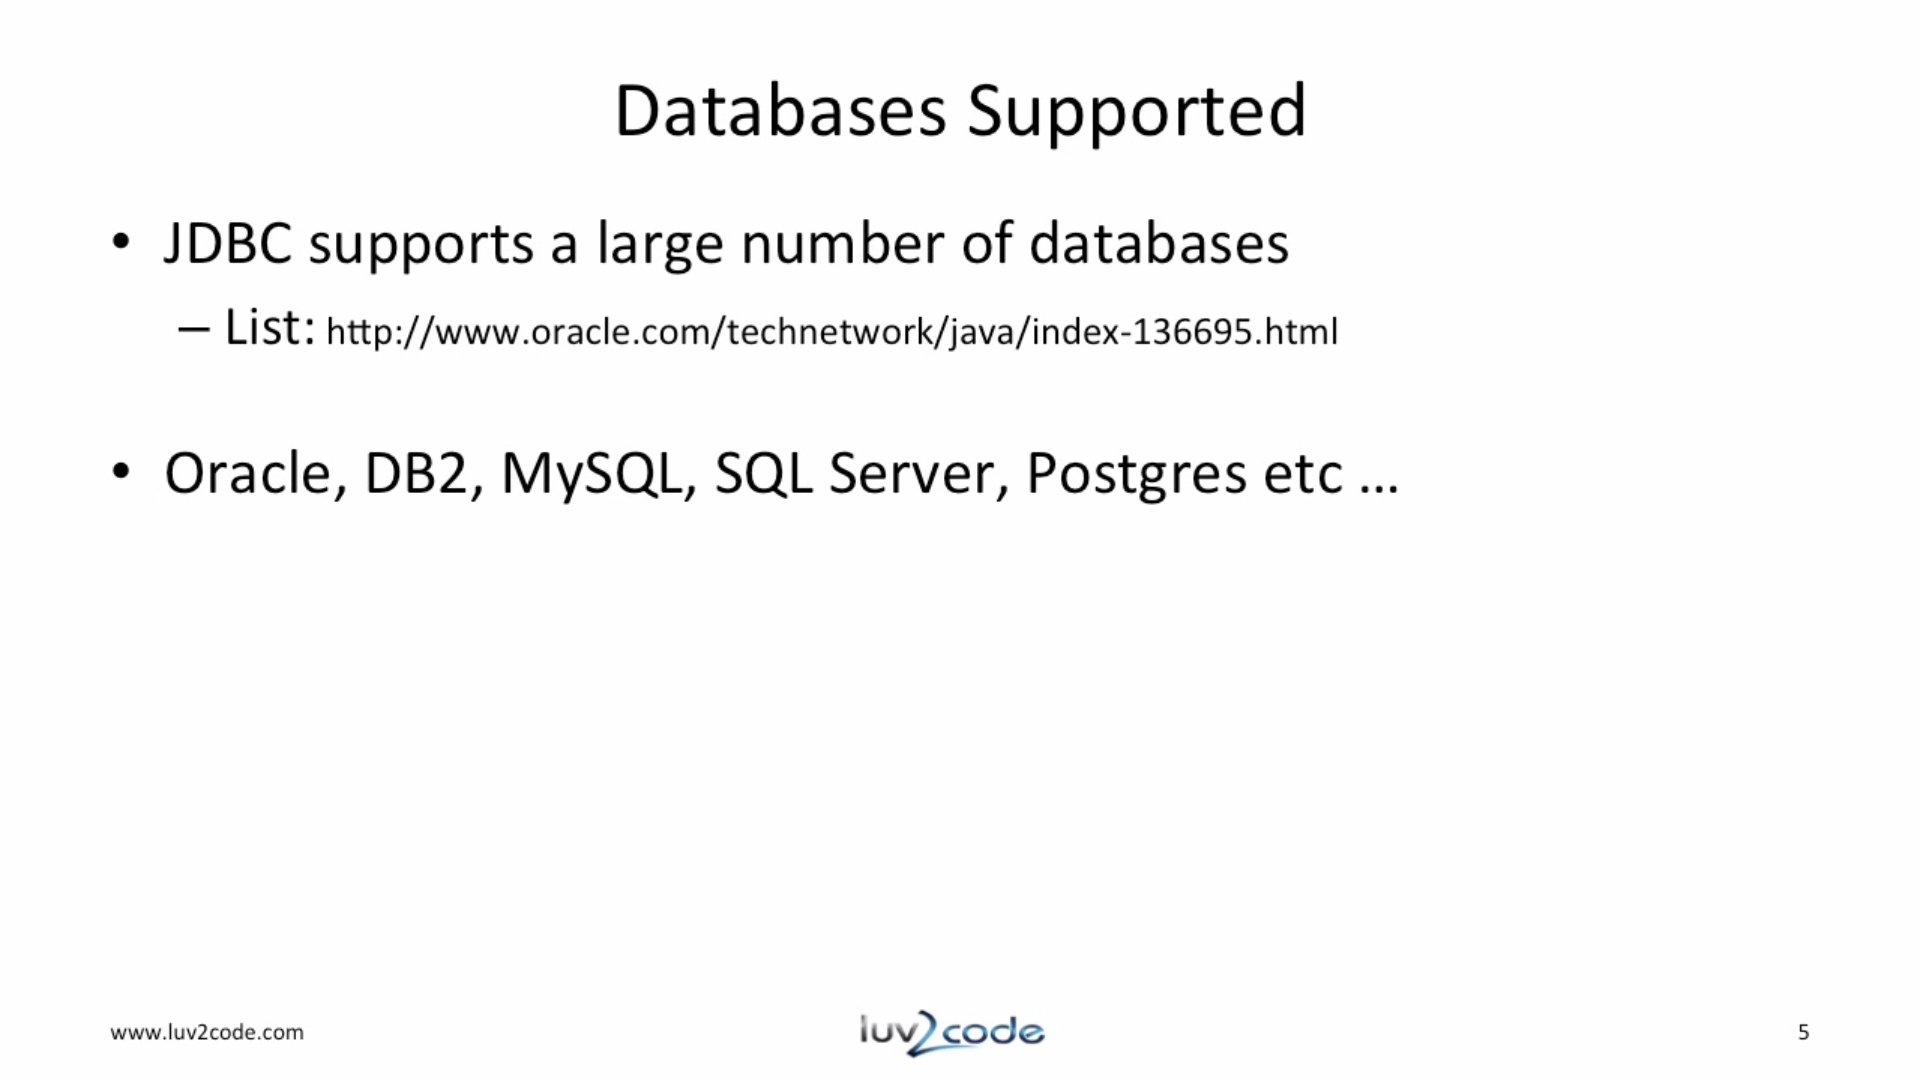 Databases Supported
• JDBC supports a large number of databases
– List: http://www.oracle.com/technetwork/java/index-136695.html
• Oracle, DB2, MySQL, SQL Server, Postgres etc ...
www.luv2code.com
luv2code
5